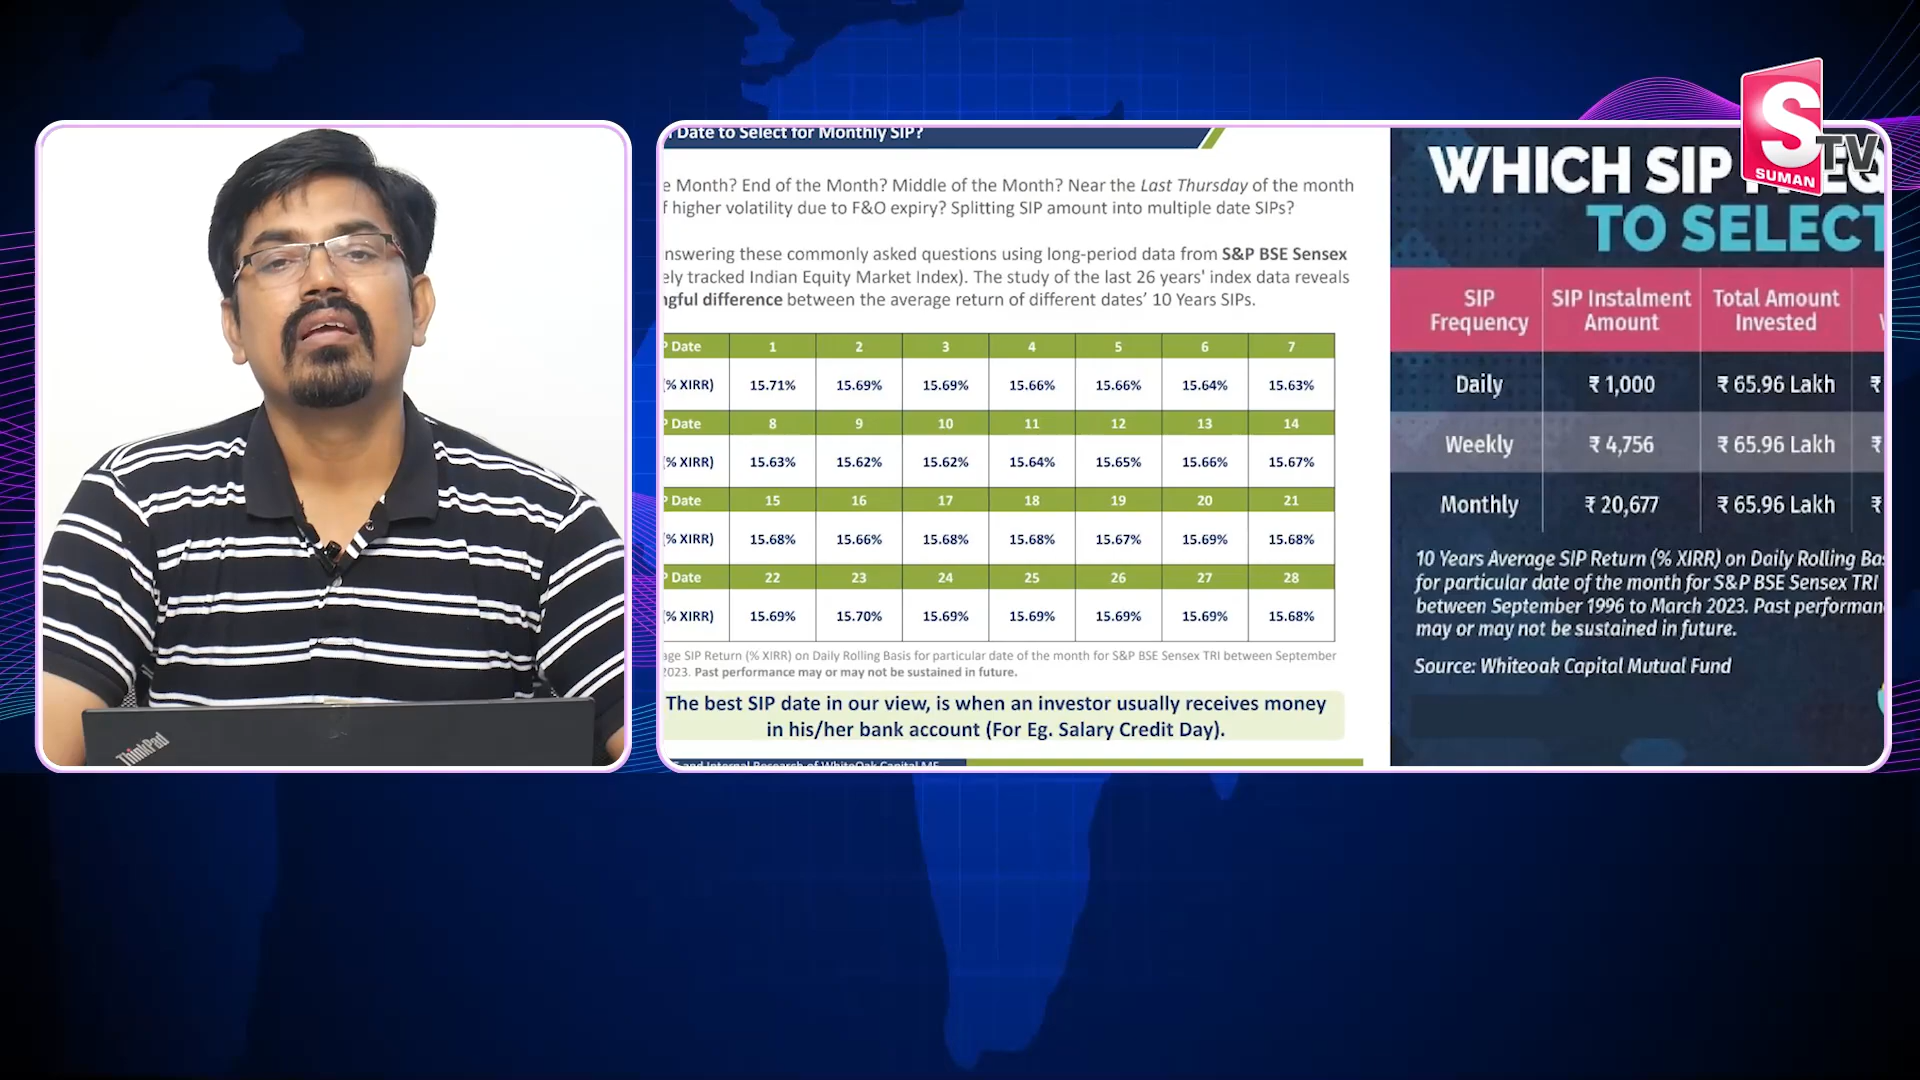 Date to Select for Monthly SIP?
e Month? End of the Month? Middle of the Month? Near the Last Thursday of the month
f higher volatility due to F&O expiry? Splitting SIP amount into multiple date SIPs?
nswering these commonly asked questions using long-period data from S&P BSE Sensex
ely tracked Indian Equity Market Index). The study of the last 26 years' index data reveals
ngful difference between the average return of different dates' 10 Years SIPs.
P Date 1 2 3 4 5 6 7
(% XIRR) 15.71% 15.69% 15.69% 15.66% 15.66% 15.64% 15.63%
P Date 8 9 10 11 12 13 14
(% XIRR) 15.63% 15.62% 15.62% 15.64% 15.65% 15.66% 15.67%
P Date 15 16 17 18 19 20 21
(% XIRR) 15.68% 15.66% 15.68% 15.68% 15.67% 15.69% 15.68%
P Date 22 23 24 25 26 27 28
(% XIRR) 15.69% 15.70% 15.69% 15.69% 15.69% 15.69% 15.68%
age SIP Return (% XIRR) on Daily Rolling Basis for particular date of the month for S&P BSE Sensex TRI between September
2023. Past performance may or may not be sustained in future.
The best SIP date in our view, is when an investor usually receives money
in his/her bank account (For Eg. Salary Credit Day).
and Internal Research of WhiteOak Capital MF
WHICH SIP
TO SELECT
SIP Frequency SIP Instalment Amount Total Amount Invested
Daily ₹ 1,000 ₹ 65.96 Lakh ₹
Weekly ₹ 4,756 ₹ 65.96 Lakh ₹
Monthly ₹ 20,677 ₹ 65.96 Lakh ₹
10 Years Average SIP Return (% XIRR) on Daily Rolling Bas
for particular date of the month for S&P BSE Sensex TRI
between September 1996 to March 2023. Past performan
may or may not be sustained in future.
Source: Whiteoak Capital Mutual Fund
S TV
SUMAN
ThinkPad